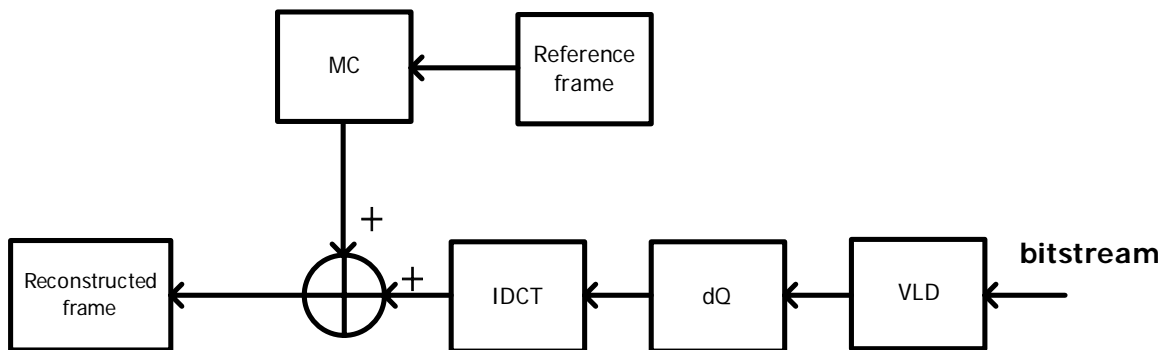 MC
Reference
frame
+
bitstream
Reconstructed
frame
+
IDCT
dQ
VLD